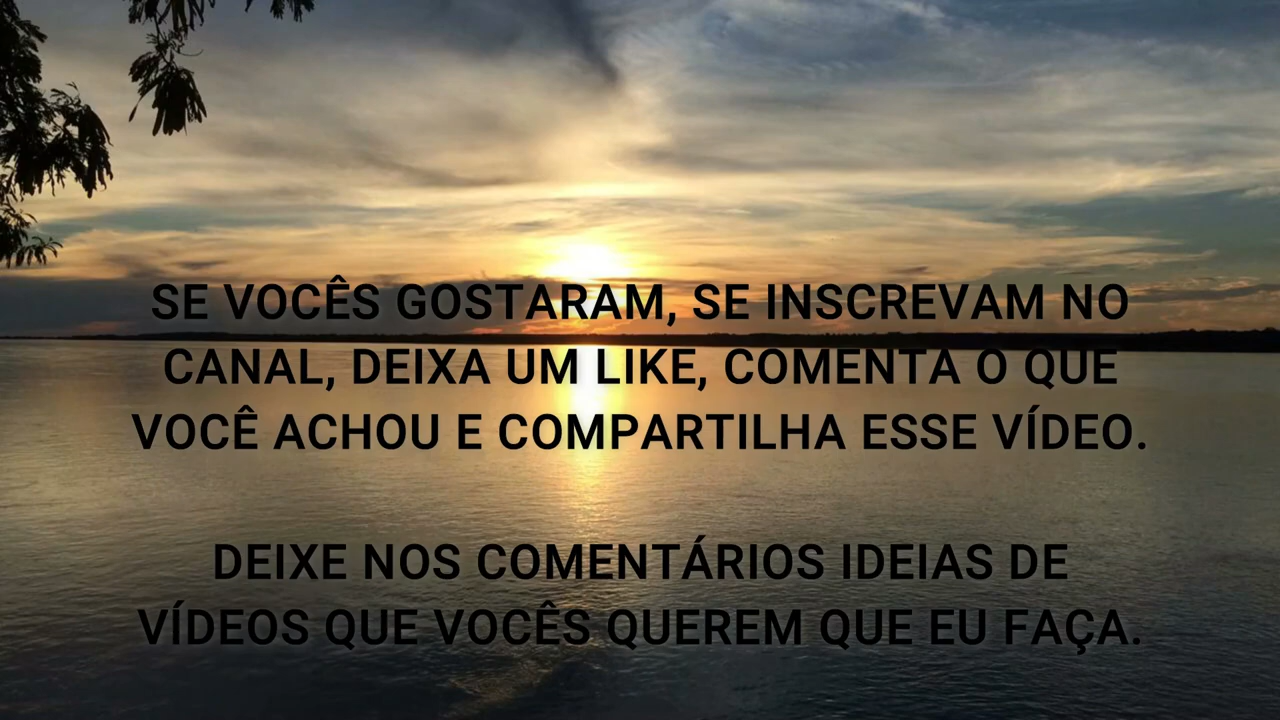 SE VOCÊS GOSTARAM, SE INSCREVAM NO
CANAL, DEIXA UM LIKE, COMENTA O QUE
VOCÊ ACHOU E COMPARTILHA ESSE VÍDEO.
DEIXE NOS COMENTÁRIOS IDEIAS DE
VÍDEOS QUE VOCÊS QUEREM QUE EU FAÇA.